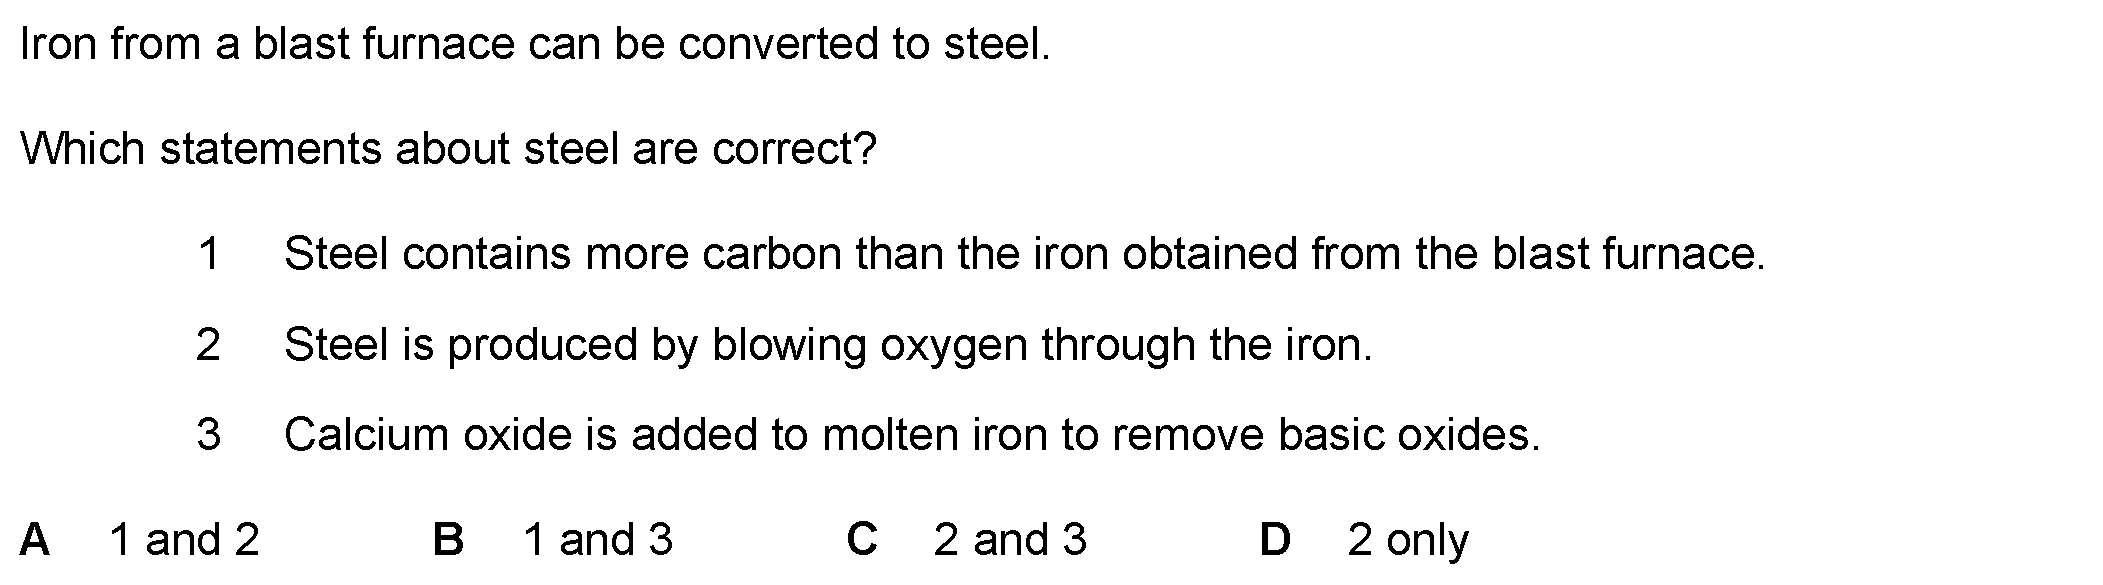 Iron from a blast furnace can be converted to steel.
Which statements about steel are correct?
1 Steel contains more carbon than the iron obtained from the blast furnace.
2 Steel is produced by blowing oxygen through the iron.
3 Calcium oxide is added to molten iron to remove basic oxides.
A 1 and 2 B 1 and 3 C 2 and 3 D 2 only